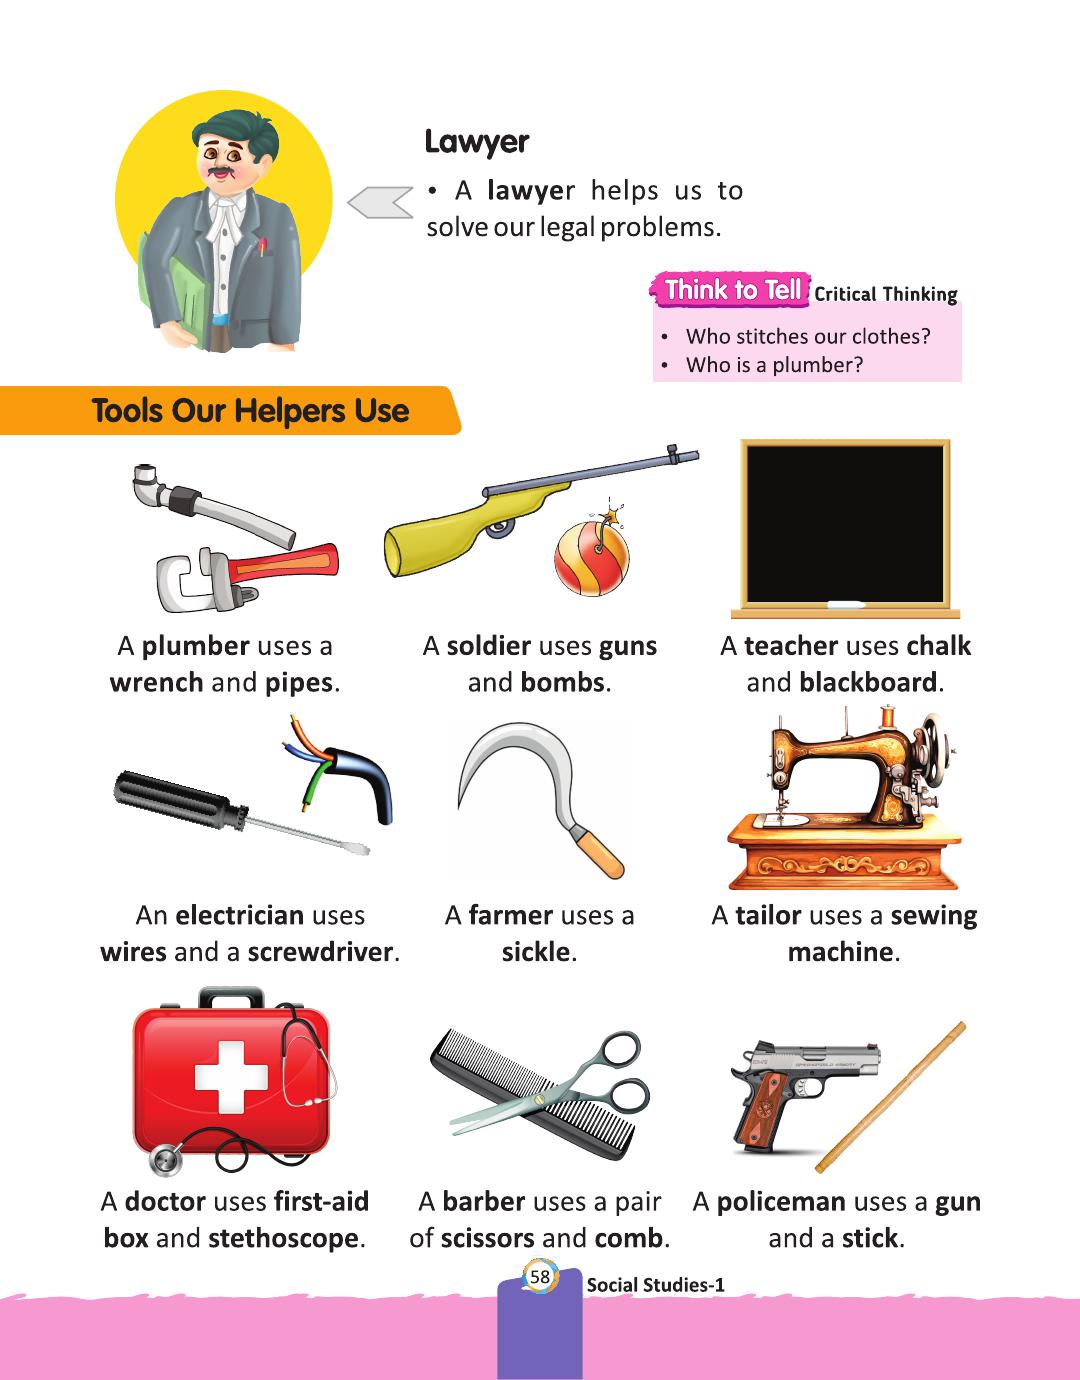 Lawyer
• A lawyer helps us to
solve our legal problems.
Think to Tell Critical Thinking
• Who stitches our clothes?
• Who is a plumber?
Tools Our Helpers Use
A plumber uses a
wrench and pipes.
A soldier uses guns
and bombs.
A teacher uses chalk
and blackboard.
An electrician uses
wires and a screwdriver.
A farmer uses a
sickle.
A tailor uses a sewing
machine.
A doctor uses first-aid
box and stethoscope.
A barber uses a pair
of scissors and comb.
SPRINGFIELD ARMORY
A policeman uses a gun
and a stick.
58
Social Studies-1